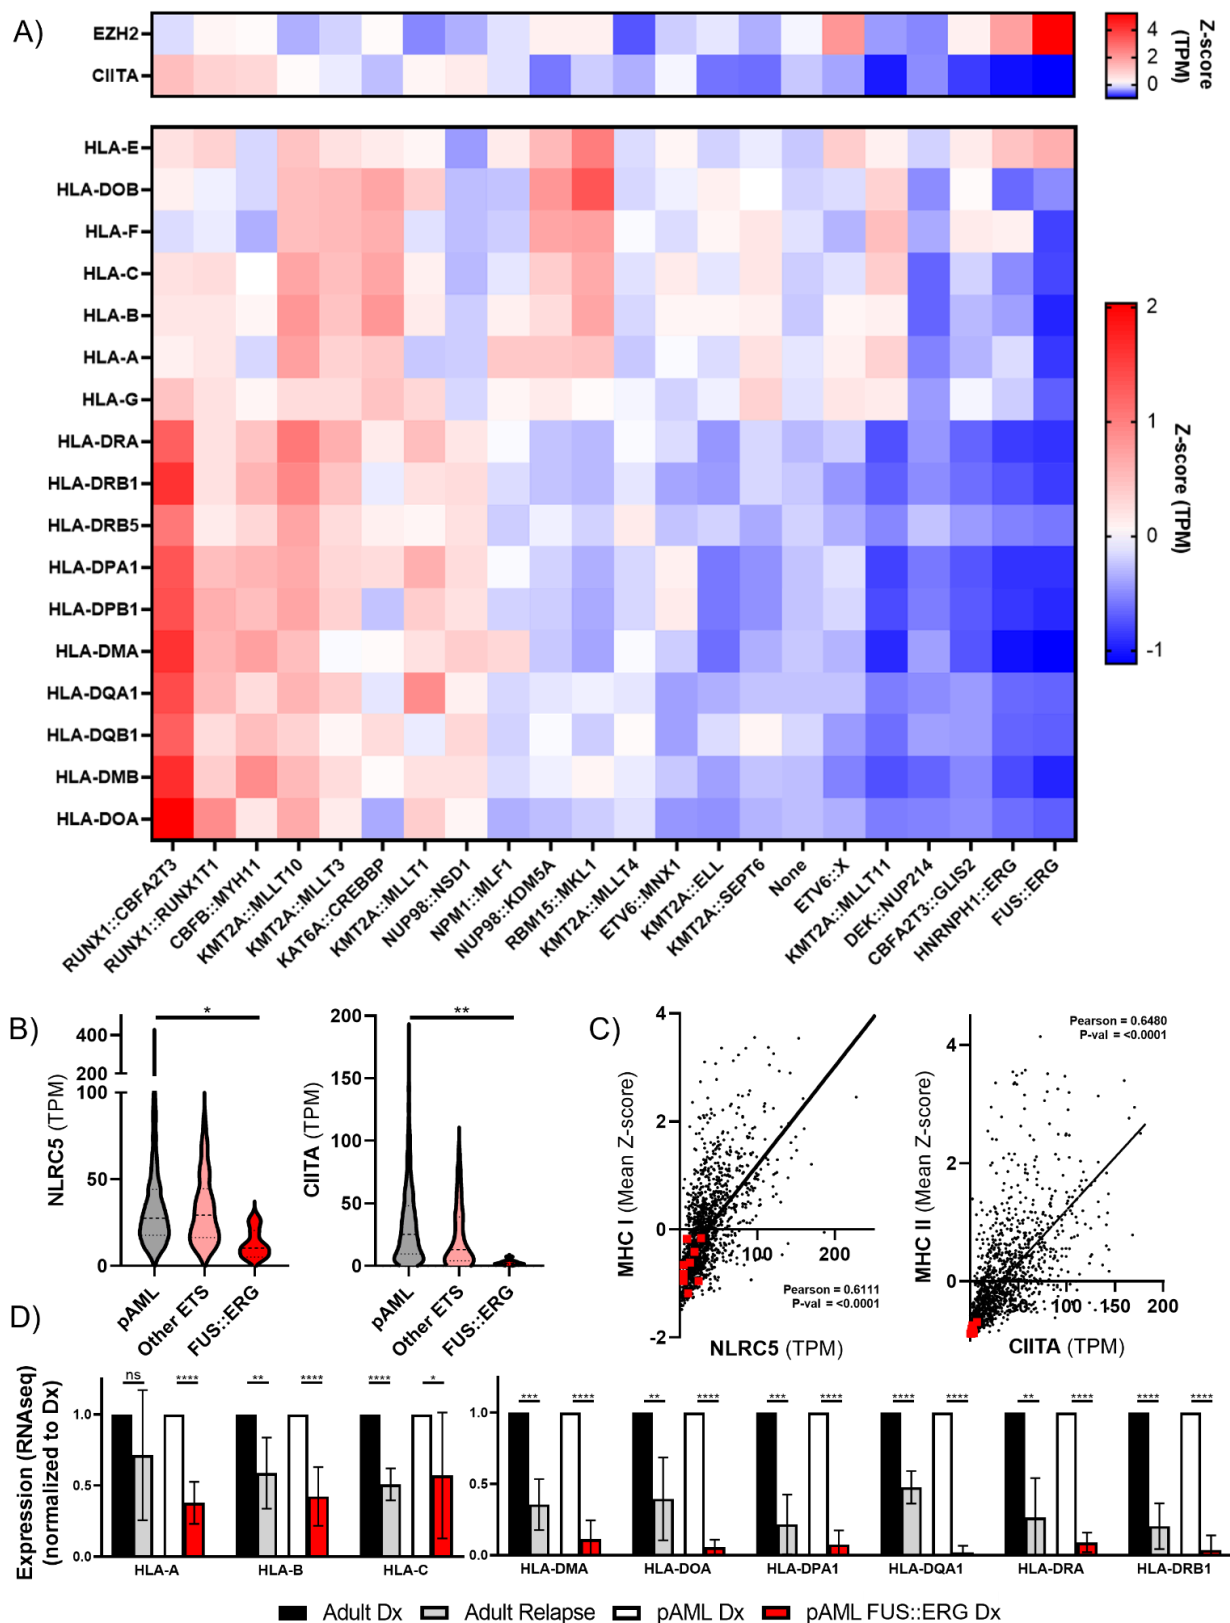 A)
EZH2
CIITA
4
2
0
Z-score
(TPM)
HLA-E
HLA-DOB
HLA-F
HLA-C
HLA-B
HLA-A
HLA-G
HLA-DRA
HLA-DRB1
HLA-DRB5
HLA-DPA1
HLA-DPB1
HLA-DMA
HLA-DQA1
HLA-DQB1
HLA-DMB
HLA-DOA
2
1
0
-1
Z-score (TPM)
RUNX1::CBFA2T3
RUNX1::RUNX1T1
CBFB::MYH11
KMT2A::MLLT10
KMT2A::MLLT3
KAT6A::CREBBP
KMT2A::MLLT1
NUP98::NSD1
NPM1::MLF1
NUP98::KDM5A
RBM15::MKL1
KMT2A::MLLT4
ETV6::MNX1
KMT2A::ELL
KMT2A::SEPT6
None
ETV6::X
KMT2A::MLLT11
DEK::NUP214
CBFA2T3::GLIS2
HNRNPH1::ERG
FUS::ERG
B)
NLRC5 (TPM)
400
200
100
50
0
*
pAML
Other ETS
FUS::ERG
CIITA (TPM)
200
150
100
50
0
**
pAML
Other ETS
FUS::ERG
C)
MHC I (Mean Z-score)
4
2
0
-2
100
200
Pearson = 0.6111
P-val = <0.0001
NLRC5 (TPM)
MHC II (Mean Z-score)
4
2
0
50
100
150
200
Pearson = 0.6480
P-val = <0.0001
CIITA (TPM)
D)
Expression (RNAseq)
(normalized to Dx)
1.0
0.5
0.0
ns
****
**
****
****
*
HLA-A
HLA-B
HLA-C
1.0
0.5
0.0
***
****
**
****
***
****
****
****
**
****
****
****
HLA-DMA
HLA-DOA
HLA-DPA1
HLA-DQA1
HLA-DRA
HLA-DRB1
Adult Dx
Adult Relapse
pAML Dx
pAML FUS::ERG Dx